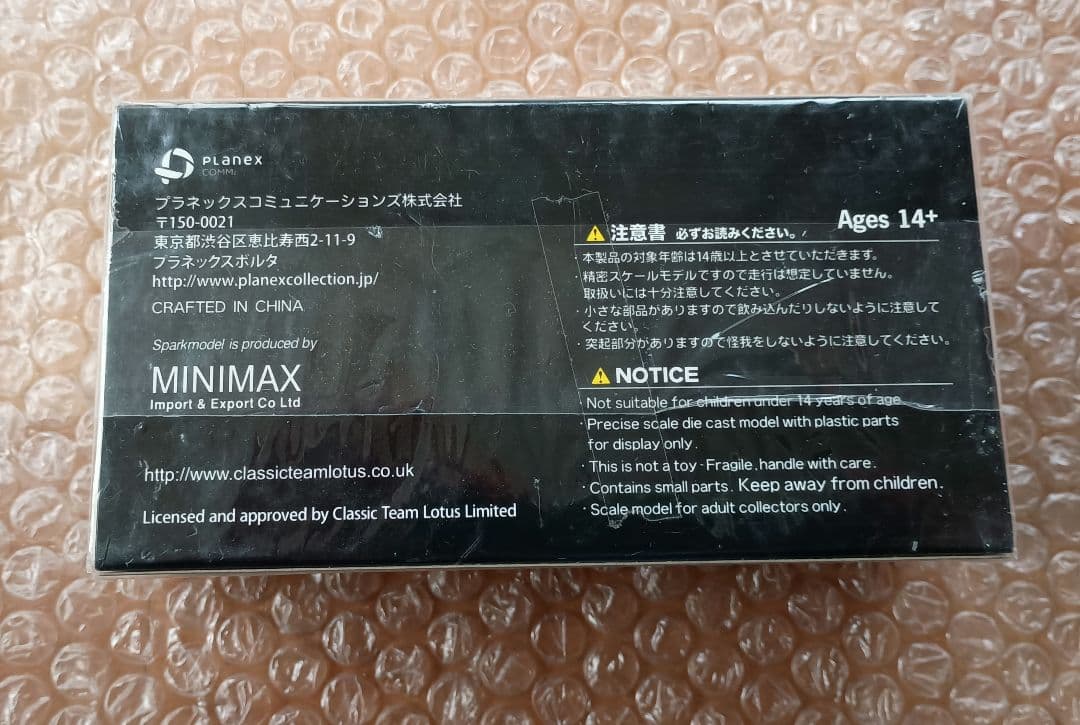 PLANEX
COMM.
プラネックスコミュニケーションズ株式会社
〒150-0021
東京都渋谷区恵比寿西2-11-9
プラネックスボルタ
http://www.planexcollection.jp/
CRAFTED IN CHINA
Sparkmodel is produced by
MINIMAX
Import & Export Co Ltd
http://www.classicteamlotus.co.uk
Licensed and approved by Classic Team Lotus Limited
Ages 14+
注意書 必ずお読みください。
・本製品の対象年齢は14歳以上とさせていただきます。
・精密スケールモデルですので走行は想定していません。
取扱いには十分注意してください。
・小さな部品がありますので飲み込んだりしないように注意して
ください。
・突起部分がありますので怪我をしないように注意してください。
NOTICE
・Not suitable for children under 14 years of age
・Precise scale die cast model with plastic parts
for display only.
・This is not a toy・Fragile, handle with care.
・Contains small parts. Keep away from children.
・Scale model for adult collectors only.